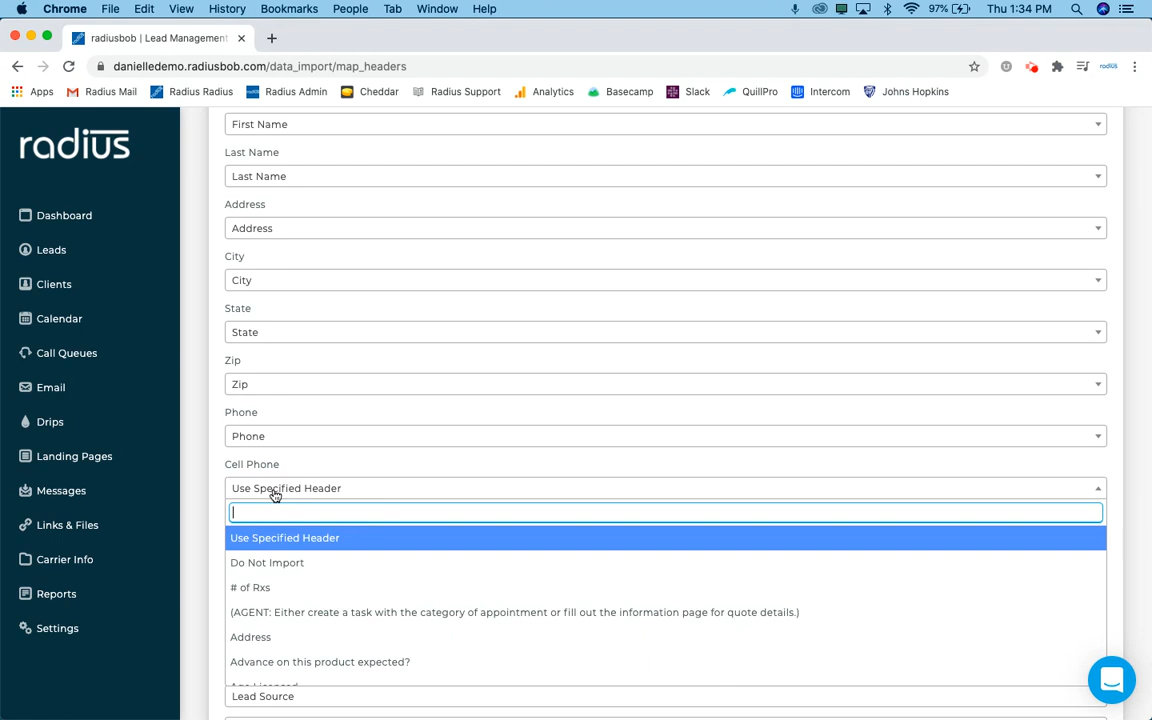 Chrome File Edit View History Bookmarks People Tab Window Help 97% Thu 1:34 PM
radiusbob | Lead Management
danielledemo.radiusbob.com/data_import/map_headers
Apps Radius Mail Radius Radius Radius Admin Cheddar Radius Support Analytics Basecamp Slack QuillPro Intercom Johns Hopkins
radius
Dashboard
Leads
Clients
Calendar
Call Queues
Email
Drips
Landing Pages
Messages
Links & Files
Carrier Info
Reports
Settings
First Name
Last Name
Last Name
Address
Address
City
City
State
State
Zip
Zip
Phone
Phone
Cell Phone
Use Specified Header
Use Specified Header
Do Not Import
# of Rxs
(AGENT: Either create a task with the category of appointment or fill out the information page for quote details.)
Address
Advance on this product expected?
Age Licensed
Lead Source